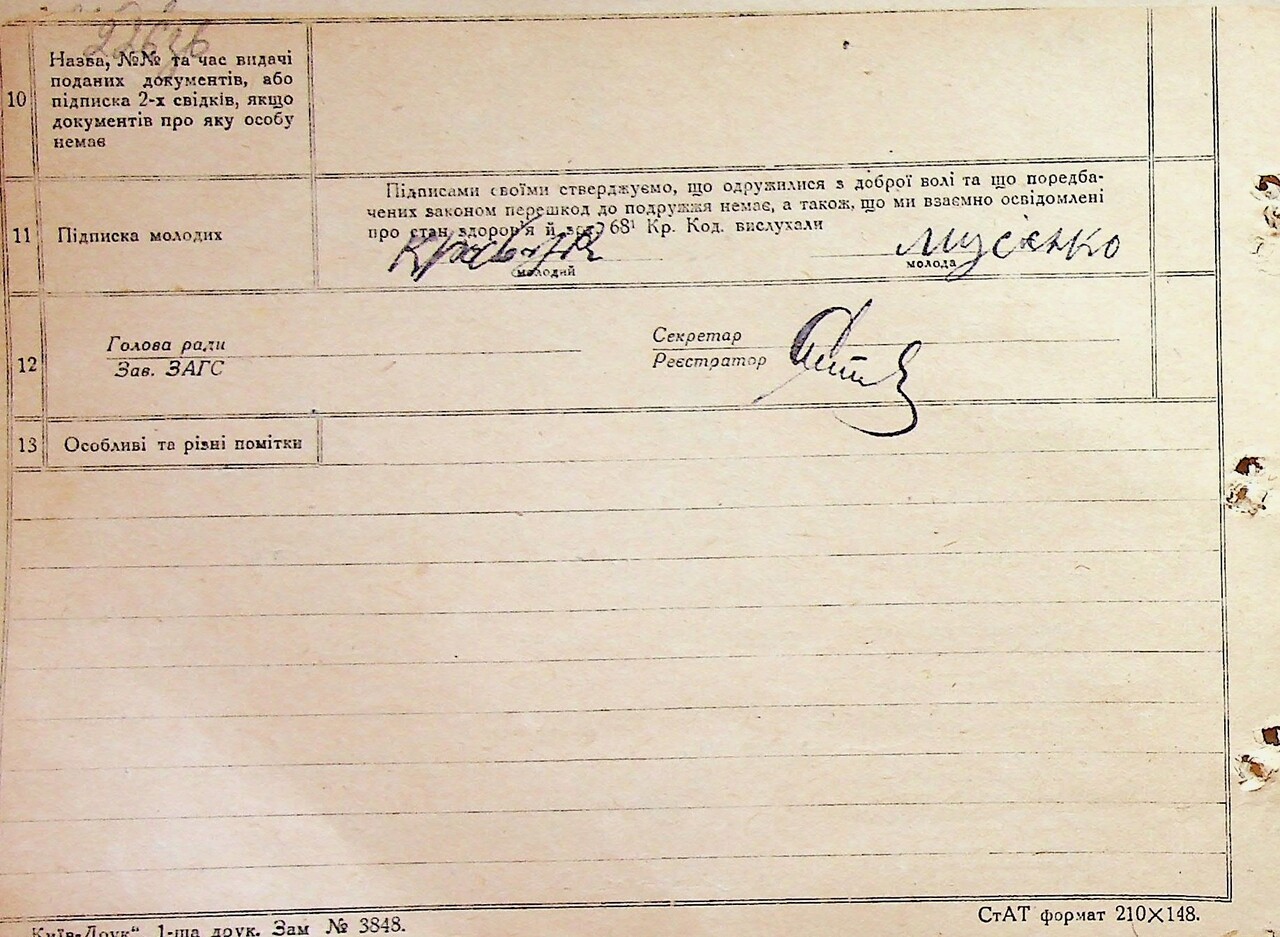 10
Назва, №№ та час видачі
поданих документів, або
підписка 2-х свідків, якщо
документів про яку особу
немає
11
Підписка молодих
Підписами своїми стверджуємо, що одружилися з доброї волі та що поредба-
чених законом перешкод до подружжя немає, а також, що ми взаємно освідомлені
про стан здоров'я й 68¹ Кр. Код. вислухали
молодий
Мусенко
молода
12
Голова ради
Зав. ЗАГС
Секретар
Реєстратор
13
Особливі та різні помітки
Київ-Друк“ 1-ша друк. Зам № 3848.
СтАТ формат 210×148.